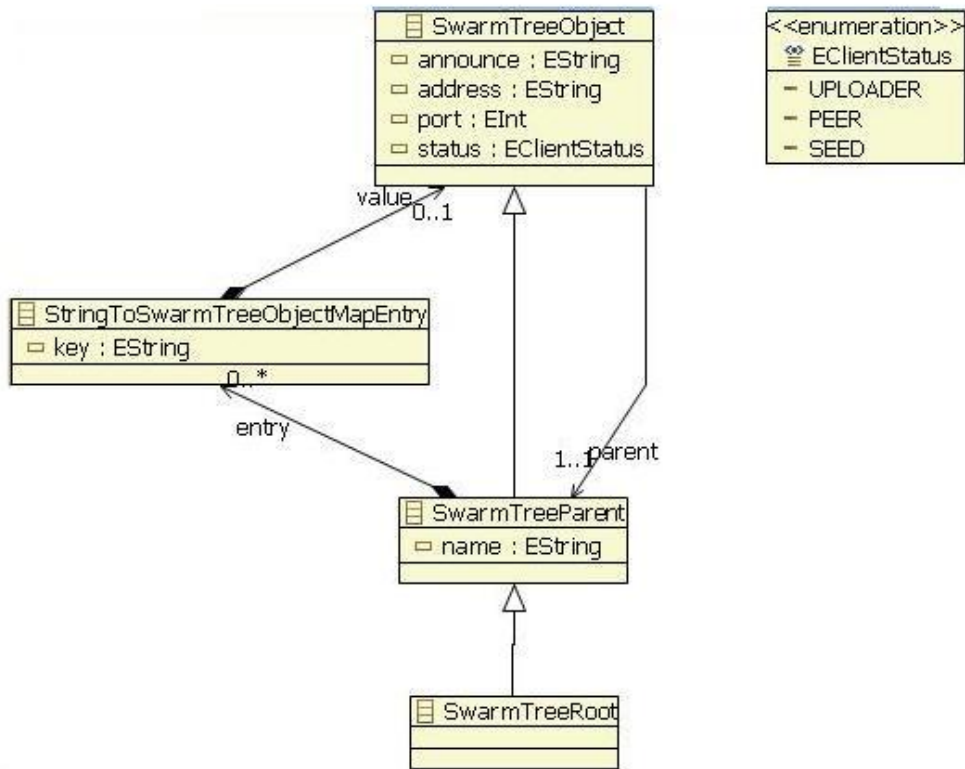 SwarmTreeObject
announce : EString
address : EString
port : EInt
status : EClientStatus
<<enumeration>>
EClientStatus
UPLOADER
PEER
SEED
value
0..1
StringToSwarmTreeObjectMapEntry
key : EString
0..*
entry
1..1
parent
SwarmTreeParent
name : EString
SwarmTreeRoot